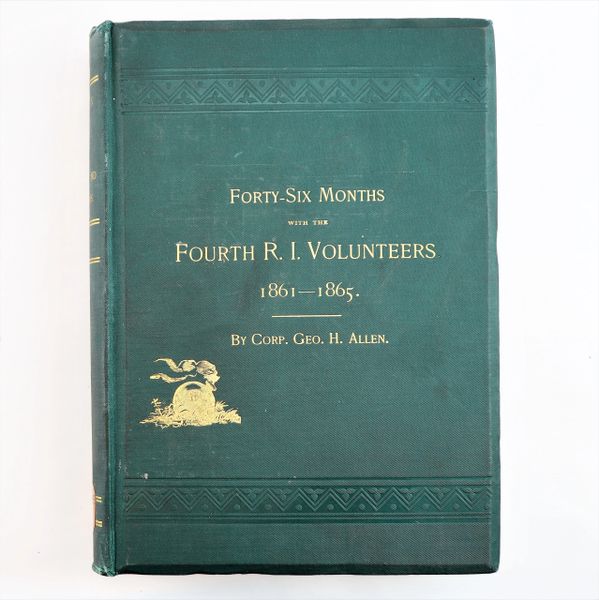 Forty-Six Months
with the
Fourth R. I. Volunteers
1861—1865.
By Corp. Geo. H. Allen.